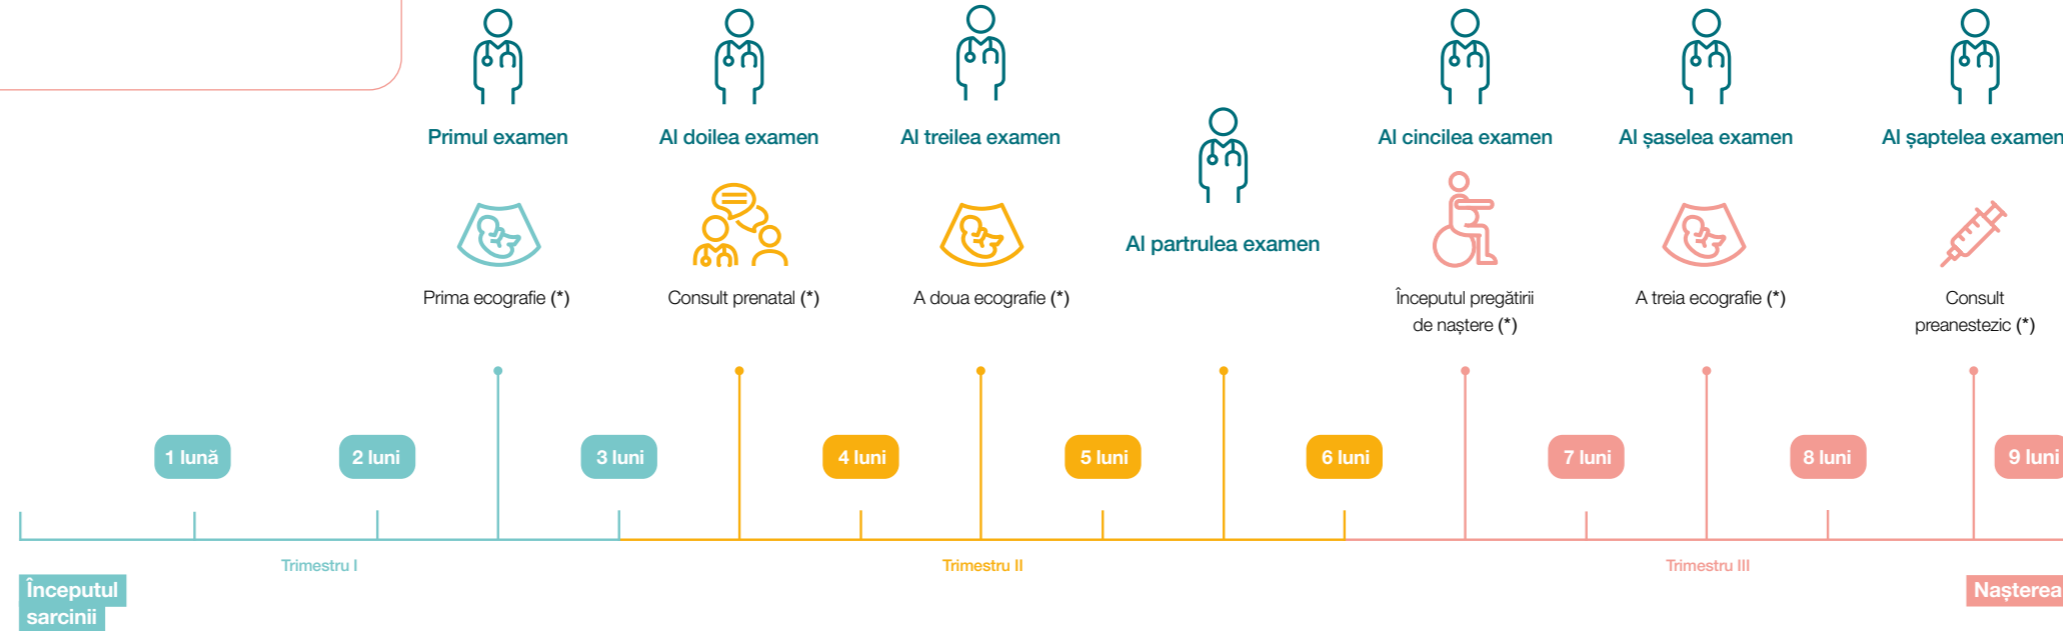 Primul examen
Al doilea examen
Al treilea examen
Al partrulea examen
Al cincilea examen
Al șaselea examen
Al șaptelea examen
Prima ecografie (*)
Consult prenatal (*)
A doua ecografie (*)
Începutul pregătirii
de naștere (*)
A treia ecografie (*)
Consult
preanestezic (*)
1 lună
2 luni
3 luni
4 luni
5 luni
6 luni
7 luni
8 luni
9 luni
Trimestru I
Trimestru II
Trimestru III
Începutul
sarcinii
Nașterea